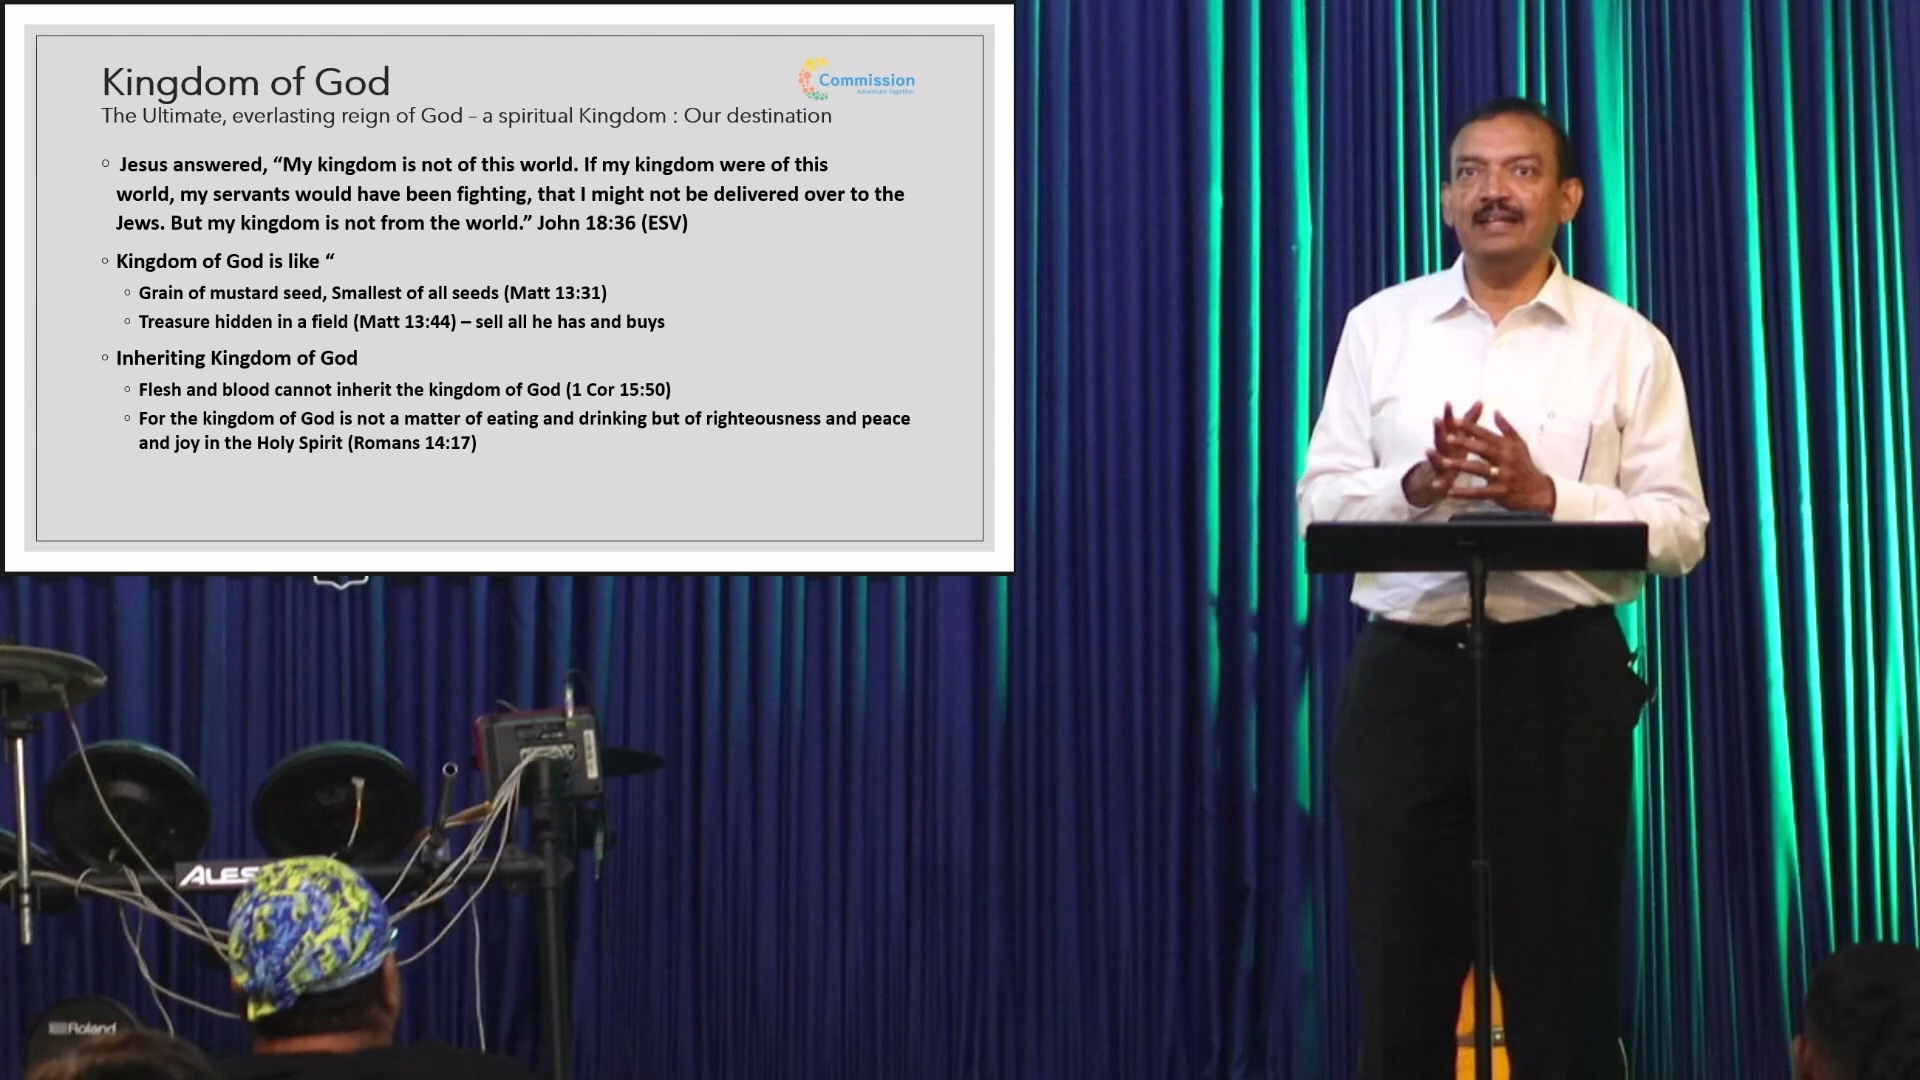 Kingdom of God
Commission
Adventure Together
The Ultimate, everlasting reign of God – a spiritual Kingdom : Our destination
Jesus answered, “My kingdom is not of this world. If my kingdom were of this
world, my servants would have been fighting, that I might not be delivered over to the
Jews. But my kingdom is not from the world.” John 18:36 (ESV)
Kingdom of God is like “
Grain of mustard seed, Smallest of all seeds (Matt 13:31)
Treasure hidden in a field (Matt 13:44) – sell all he has and buys
Inheriting Kingdom of God
Flesh and blood cannot inherit the kingdom of God (1 Cor 15:50)
For the kingdom of God is not a matter of eating and drinking but of righteousness and peace
and joy in the Holy Spirit (Romans 14:17)
ALES
Roland